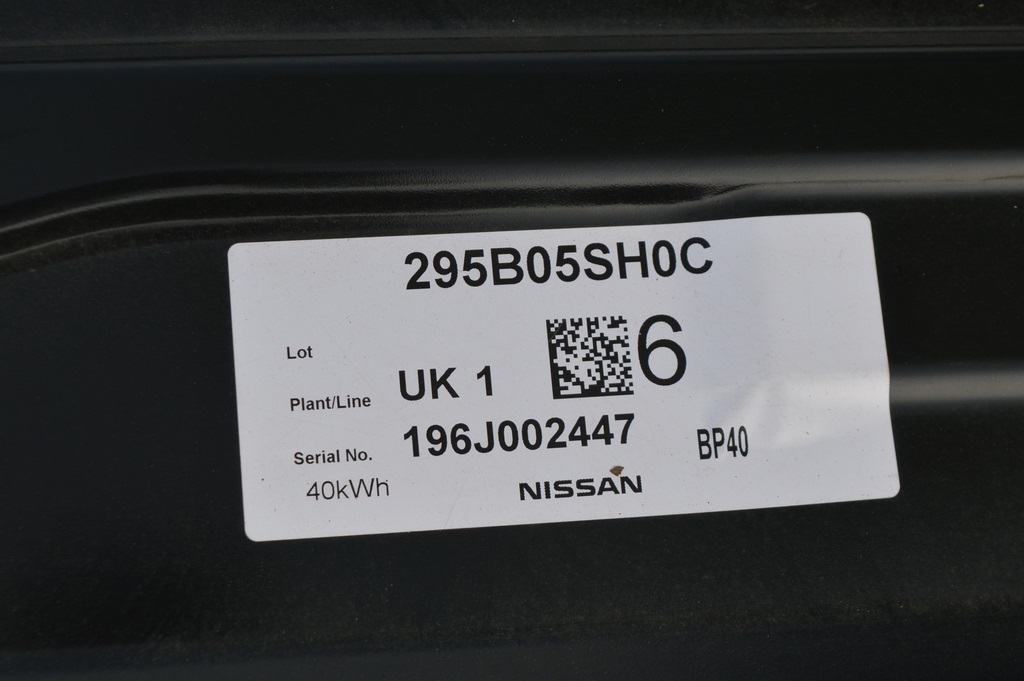 295B05SH0C
Lot
6
Plant/Line UK 1
Serial No. 196J002447 BP40
40kWh NISSAN